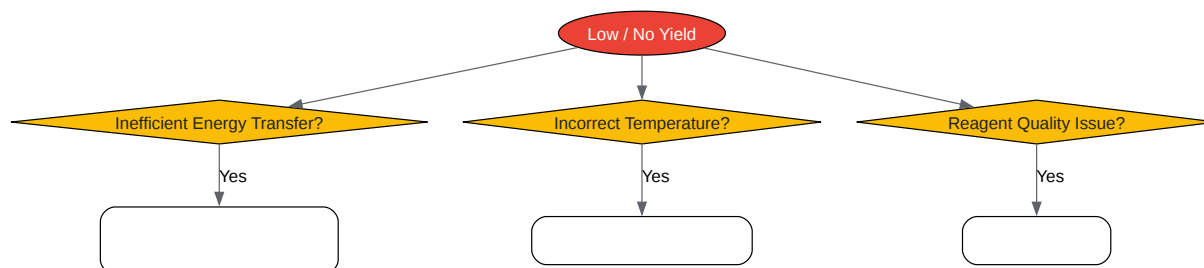 Low / No Yield
Inefficient Energy Transfer?
Incorrect Temperature?
Reagent Quality Issue?
Yes
Yes
Yes